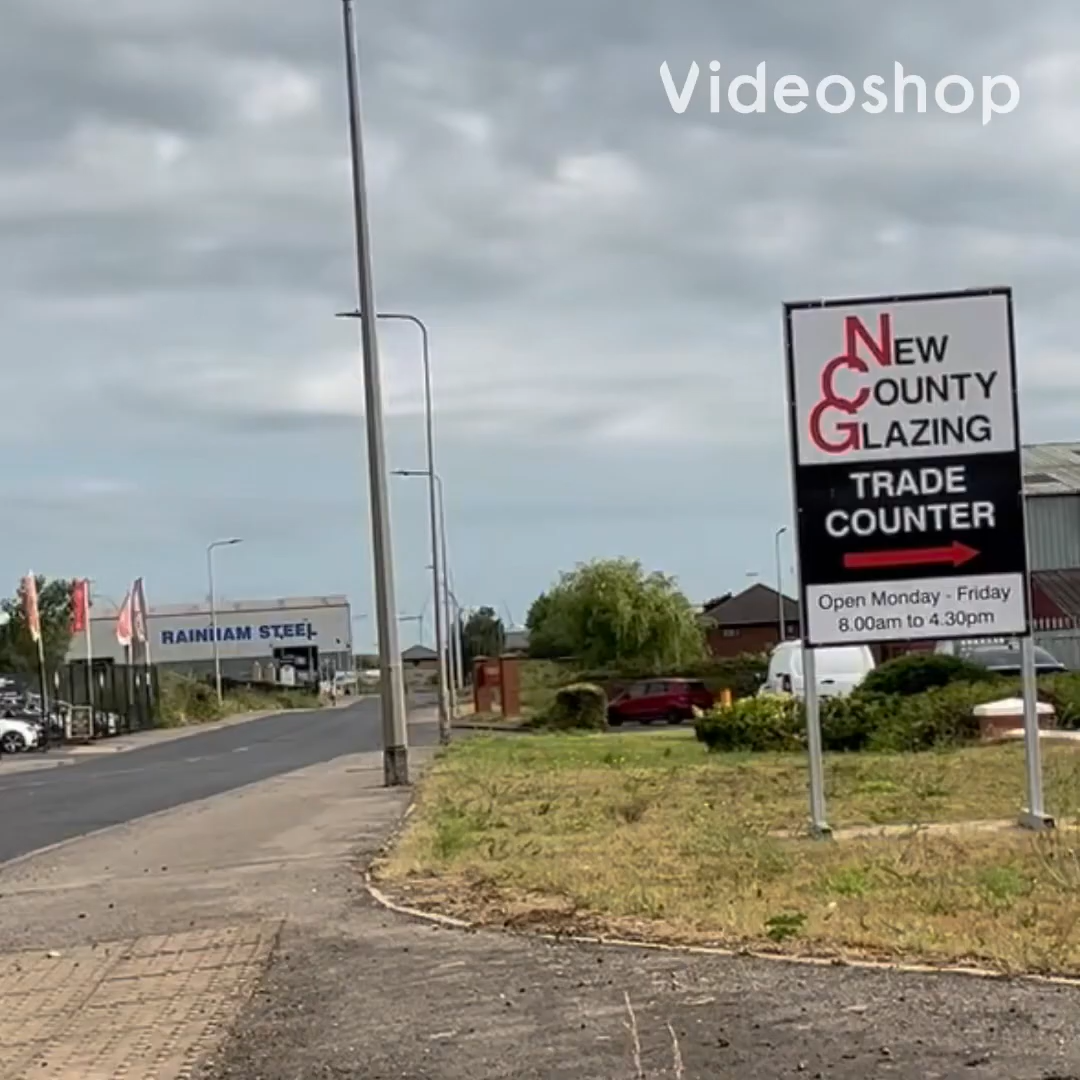 Videoshop
NEW
COUNTY
GLAZING
TRADE
COUNTER
Open Monday - Friday
8.00am to 4.30pm
RAINHAM STEEL